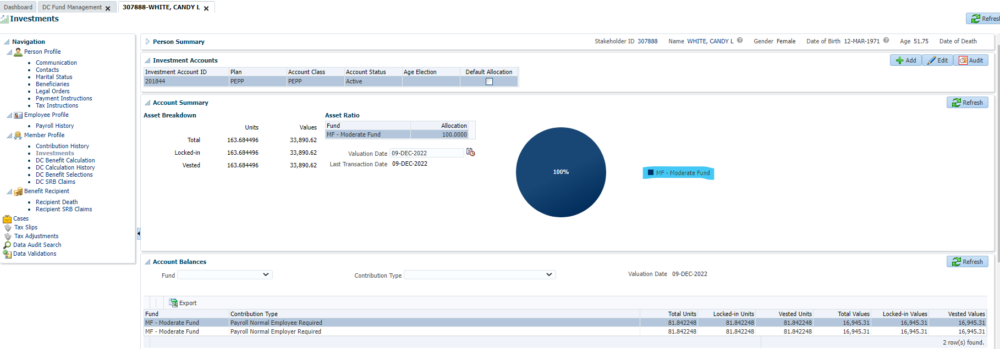 Dashboard DC Fund Management 307888-WHITE, CANDY L
Investments
Refresh
Navigation
Person Profile
Communication
Contacts
Marital Status
Beneficiaries
Legal Orders
Payment Instructions
Tax Instructions
Employee Profile
Payroll History
Member Profile
Contribution History
Investments
DC Benefit Calculation
DC Calculation History
DC Benefit Selections
DC SRB Claims
Benefit Recipient
Recipient Death
Recipient SRB Claims
Cases
Tax Slips
Tax Adjustments
Data Audit Search
Data Validations
Person Summary Stakeholder ID 307888 Name WHITE, CANDY L Gender Female Date of Birth 12-MAR-1971 Age 51.75 Date of Death
Investment Accounts Add Edit Audit
Investment Account ID Plan Account Class Account Status Age Election Default Allocation
201844 PEPP PEPP Active
Account Summary Refresh
Asset Breakdown
Units Values
Total 163.684496 33,890.62
Locked-in 163.684496 33,890.62
Vested 163.684496 33,890.62
Asset Ratio
Fund Allocation
MF - Moderate Fund 100.0000
Valuation Date 09-DEC-2022
Last Transaction Date 09-DEC-2022
100%
MF - Moderate Fund
Account Balances Refresh
Fund Contribution Type Valuation Date 09-DEC-2022
Export
Fund Contribution Type Total Units Locked-in Units Vested Units Total Values Locked-in Values Vested Values
MF - Moderate Fund Payroll Normal Employee Required 81.842248 81.842248 81.842248 16,945.31 16,945.31 16,945.31
MF - Moderate Fund Payroll Normal Employer Required 81.842248 81.842248 81.842248 16,945.31 16,945.31 16,945.31
2 row(s) found.